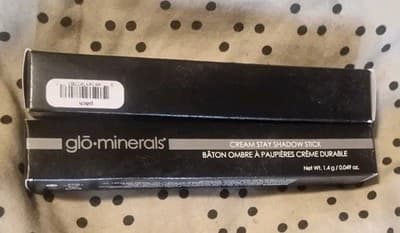 glō·minerals®
CREAM STAY SHADOW STICK
BÂTON OMBRE À PAUPIÈRES CRÈME DURABLE
Net Wt. 1.4 g / 0.049 oz.